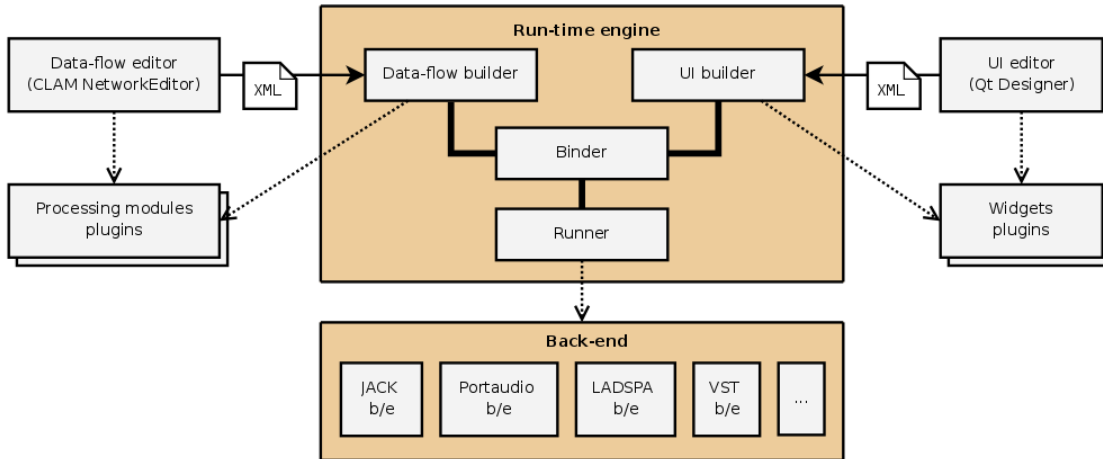 Run-time engine
Data-flow editor
(CLAM NetworkEditor)
XML
Data-flow builder
UI builder
XML
UI editor
(Qt Designer)
Binder
Processing modules
plugins
Runner
Widgets
plugins
Back-end
JACK
b/e
Portaudio
b/e
LADSPA
b/e
VST
b/e
...